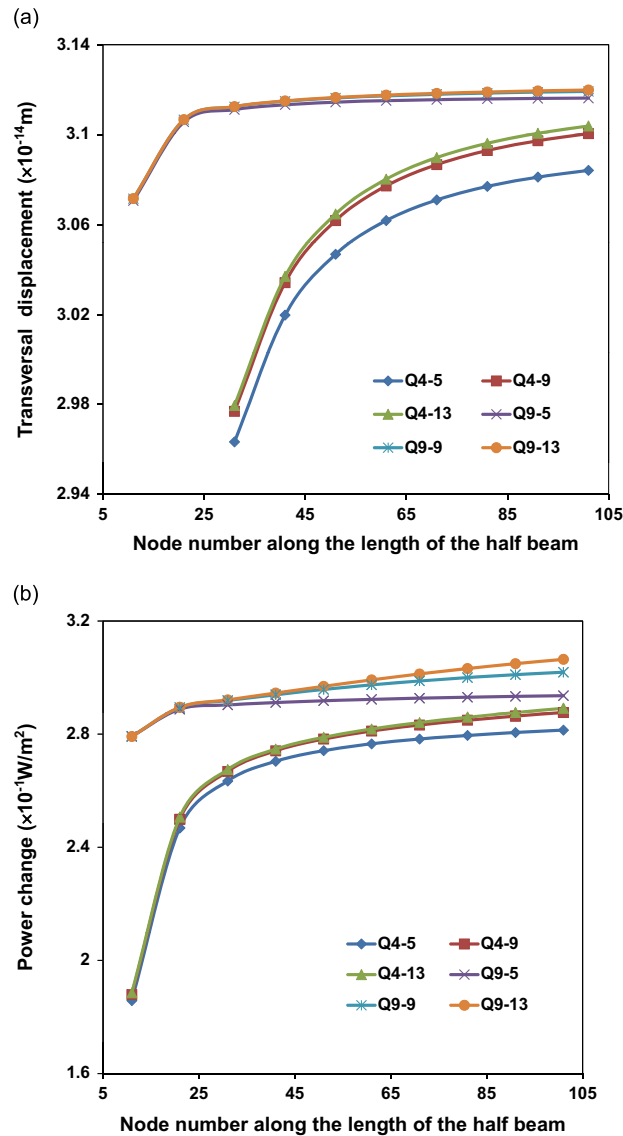 (a)
3.14
3.1
3.06
3.02
2.98
2.94
Transversal displacement (×10⁻¹⁴m)
Q4-5 Q4-9
Q4-13 Q9-5
Q9-9 Q9-13
5 25 45 65 85 105
Node number along the length of the half beam
(b)
3.2
2.8
2.4
2
1.6
Power change (×10⁻¹W/m²)
Q4-5 Q4-9
Q4-13 Q9-5
Q9-9 Q9-13
5 25 45 65 85 105
Node number along the length of the half beam